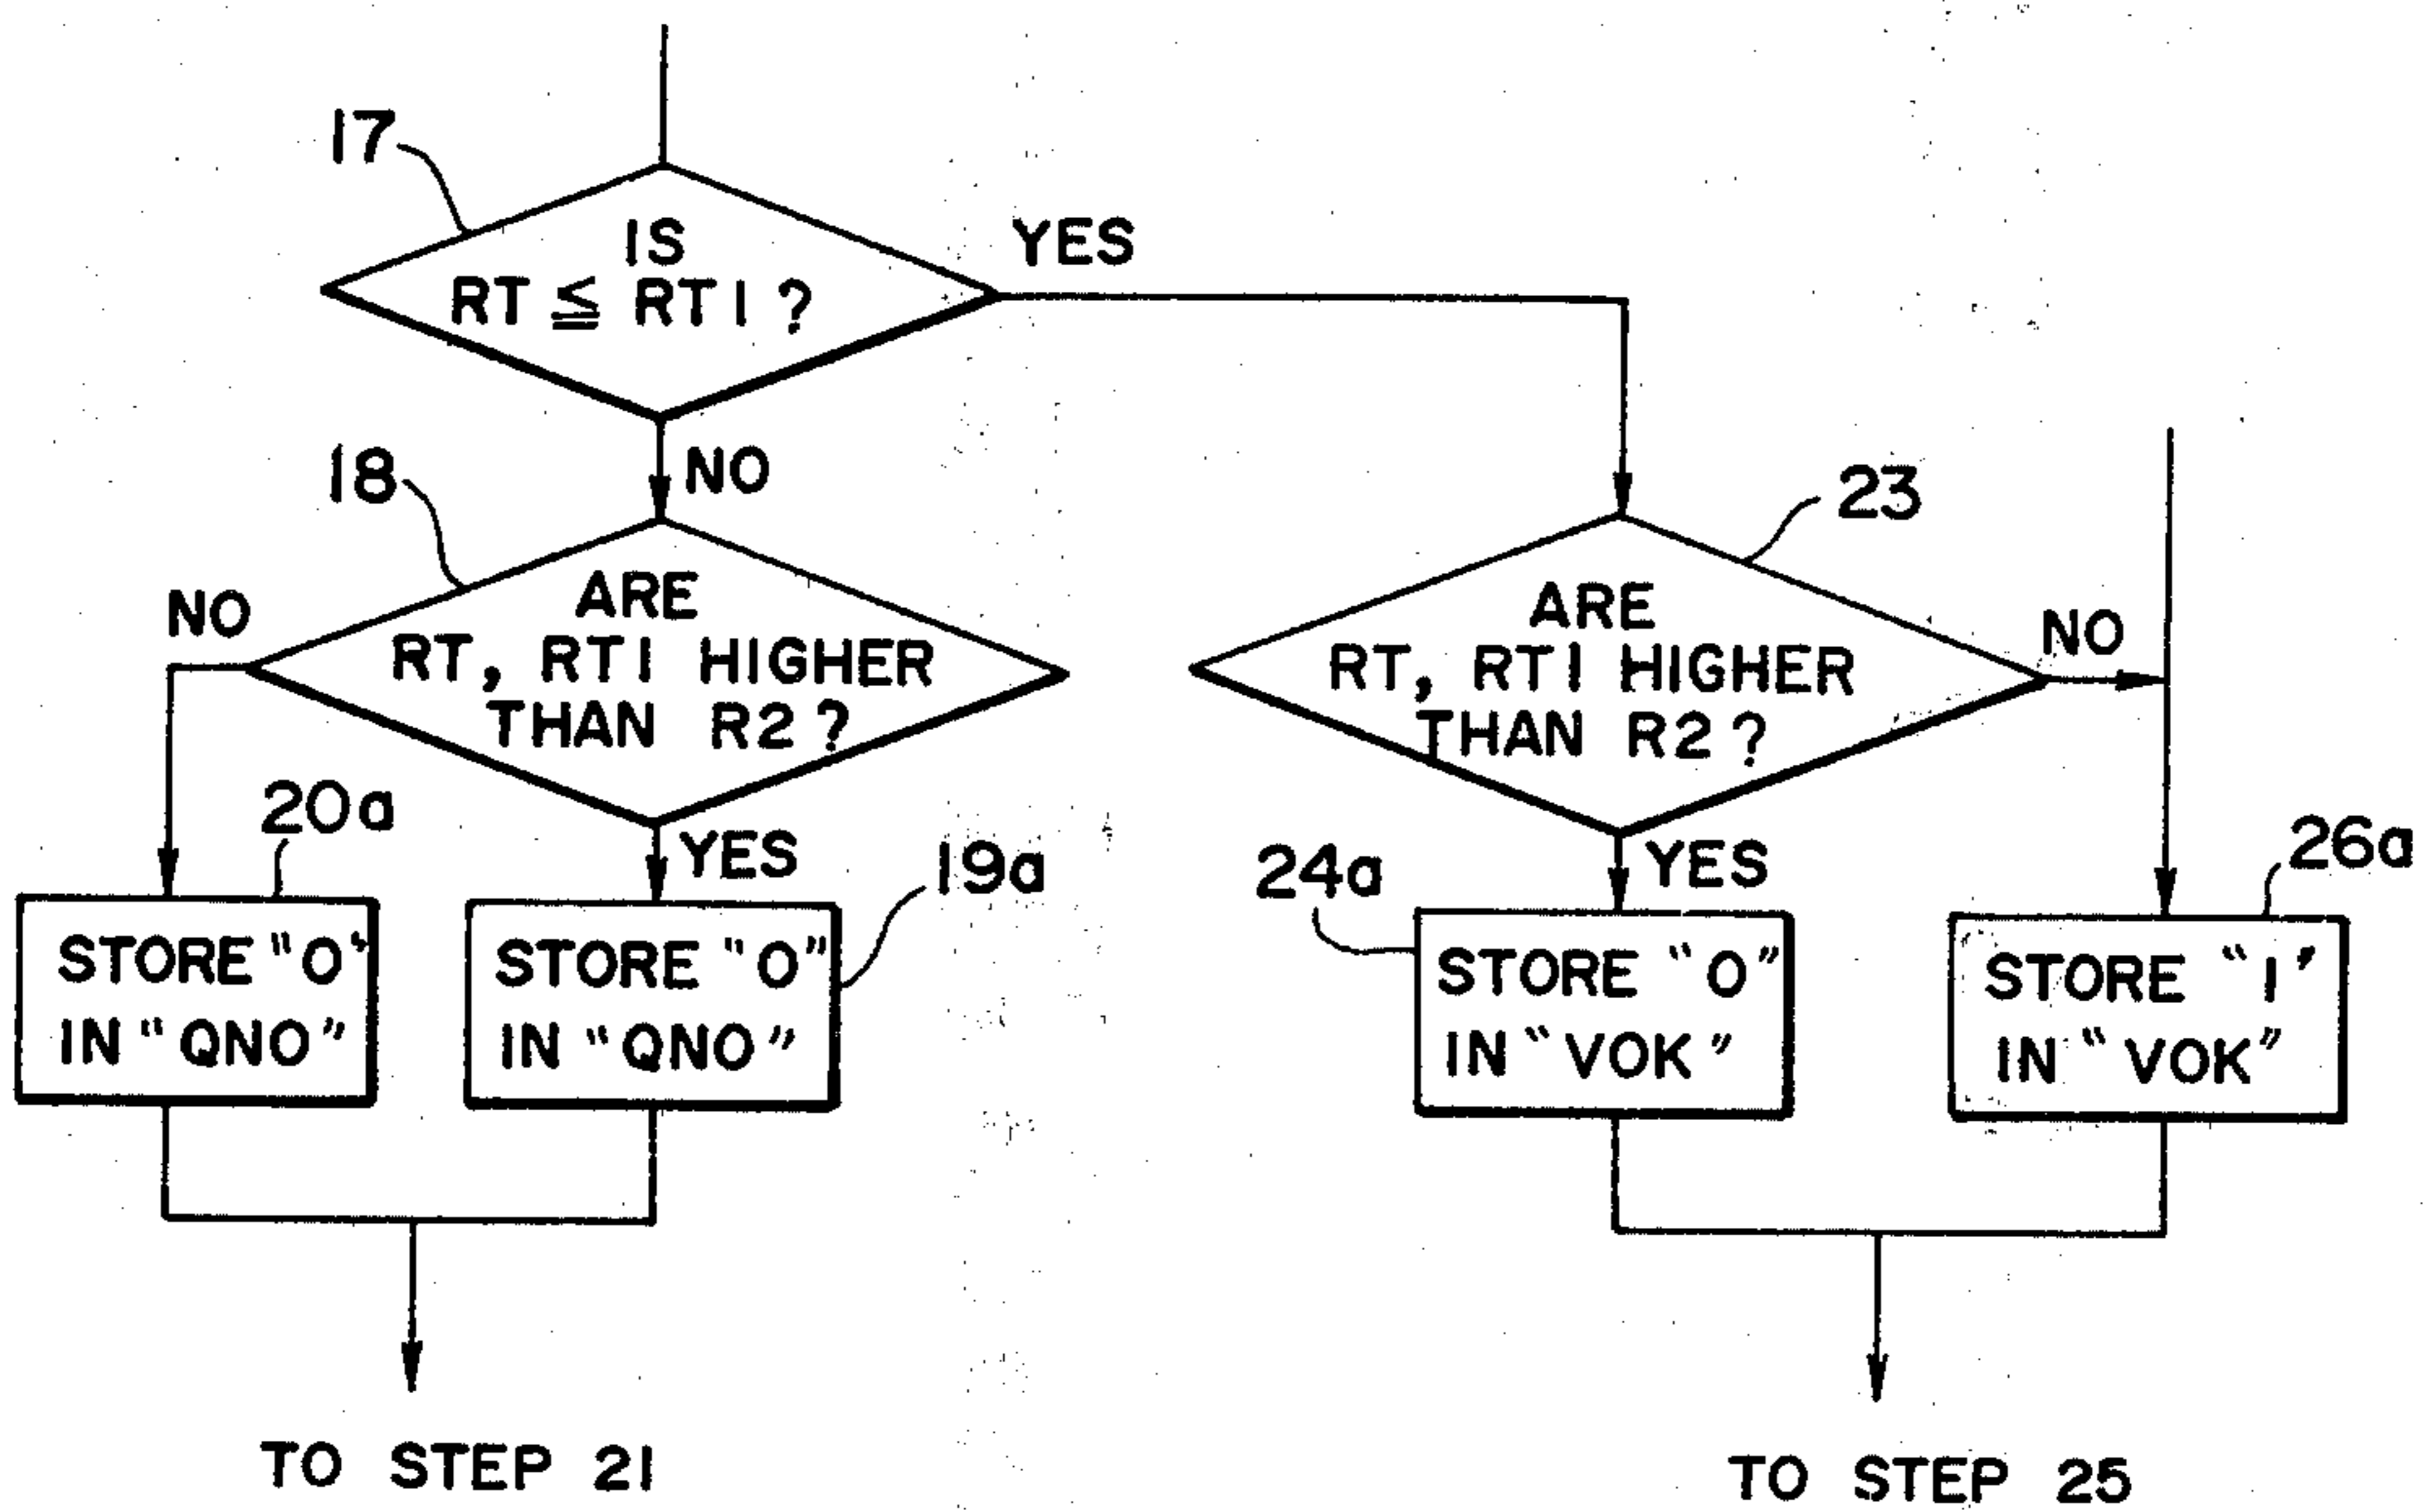 17
IS
RT ≦ RT1 ?
YES
NO
18
ARE
RT, RT1 HIGHER
THAN R2 ?
NO
YES
23
ARE
RT, RT1 HIGHER
THAN R2 ?
NO
YES
20a
STORE "0"
IN "QNO"
19a
STORE "0"
IN "QNO"
24a
STORE "0"
IN "VOK"
26a
STORE "1"
IN "VOK"
TO STEP 21
TO STEP 25